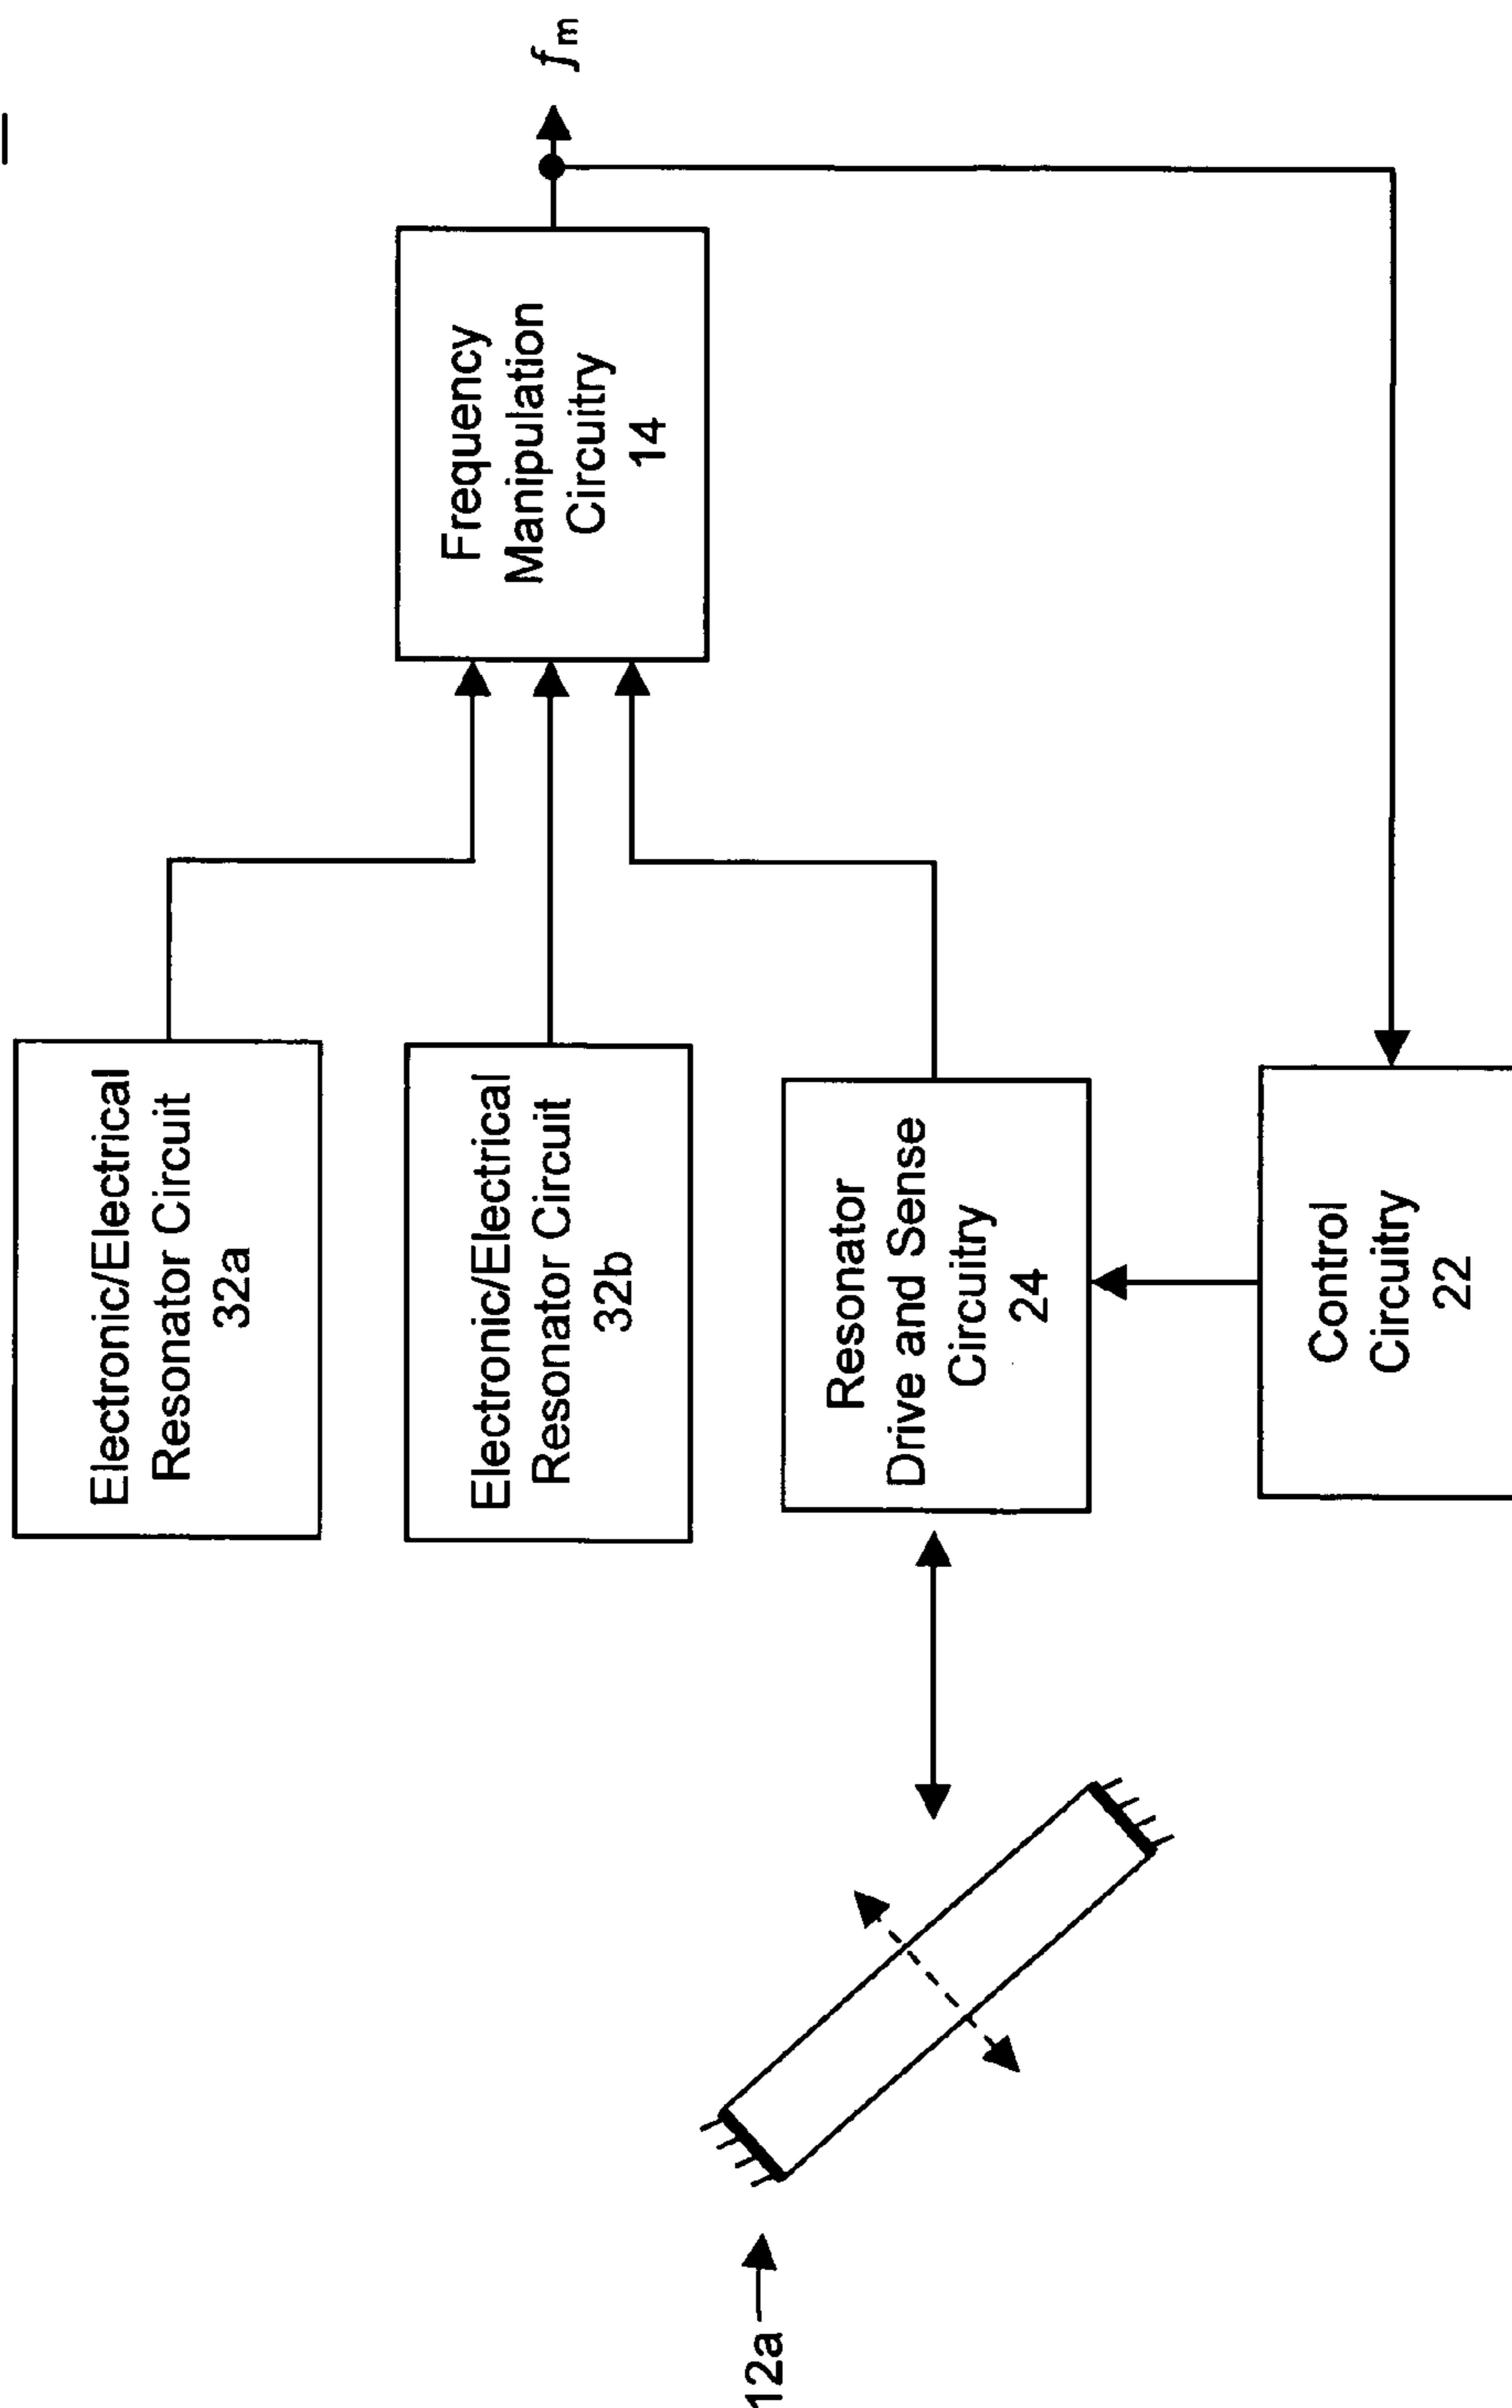 Electronic/Electrical
Resonator Circuit
32a
Electronic/Electrical
Resonator Circuit
32b
Frequency
Manipulation
Circuitry
14
fm
12a
Resonator
Drive and Sense
Circuitry
24
Control
Circuitry
22